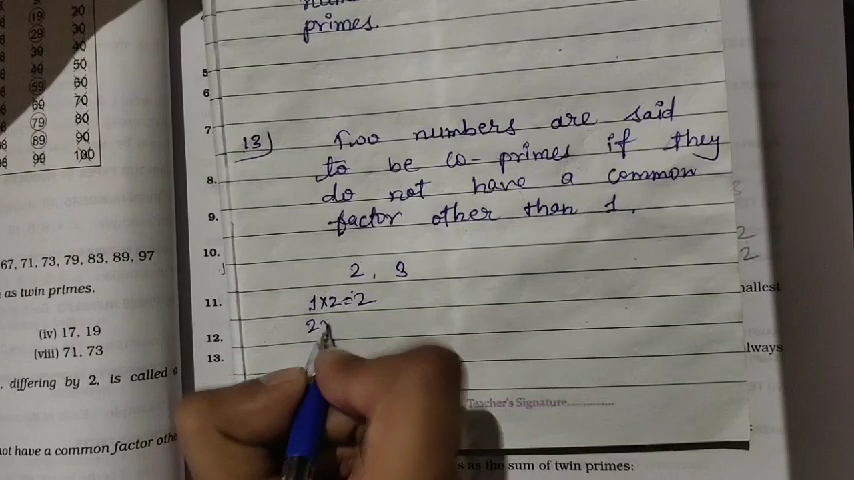 primes.
19 20
29 30
39 40
49 50
59 60
69 70
79 80
89 90
99 100
5
6
7
13) Two numbers are said
8. to be co-primes if they
do not have a common
9. factor other than 1.
10.
2, 3
11. 1×2=2
12.
13.
67, 71, 73, 79, 83, 89, 97
as twin primes.
(iv) 17, 19
(viii) 71, 73
, differing by 2, is called
not have a common factor othe
Teacher's Signature
s as the sum of twin primes:
2
2
mallest
lways